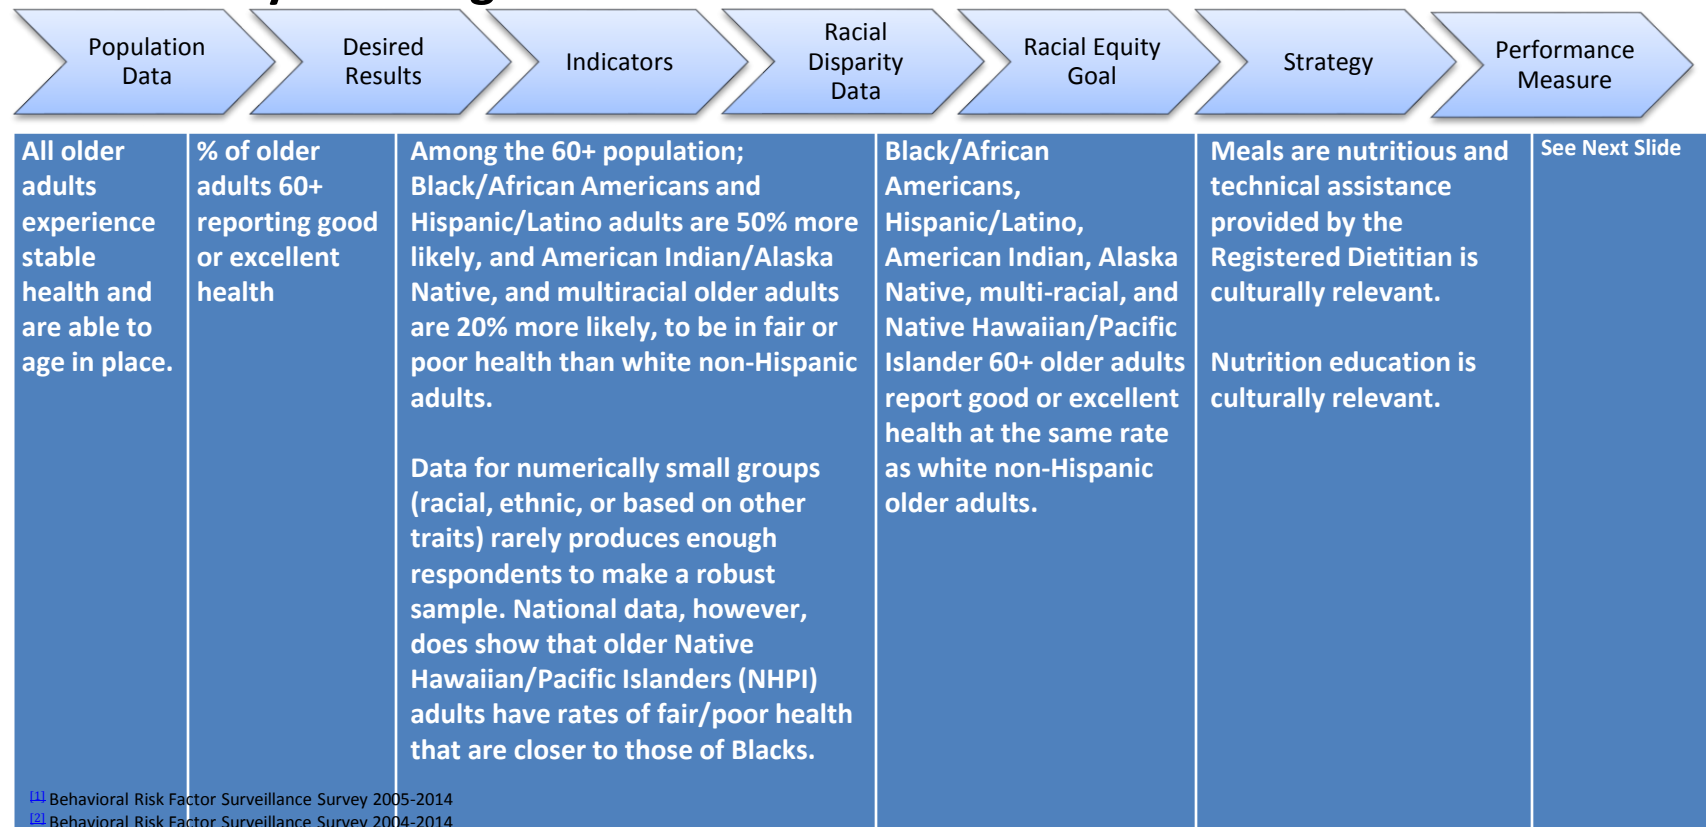 Population
Data
Desired
Results
Indicators
Racial
Disparity
Data
Racial Equity
Goal
Strategy
Performance
Measure
All older
adults
experience
stable
health and
are able to
age in place.
% of older
adults 60+
reporting good
or excellent
health
Among the 60+ population;
Black/African Americans and
Hispanic/Latino adults are 50% more
likely, and American Indian/Alaska
Native, and multiracial older adults
are 20% more likely, to be in fair or
poor health than white non-Hispanic
adults.
Data for numerically small groups
(racial, ethnic, or based on other
traits) rarely produces enough
respondents to make a robust
sample. National data, however,
does show that older Native
Hawaiian/Pacific Islanders (NHPI)
adults have rates of fair/poor health
that are closer to those of Blacks.
Black/African
Americans,
Hispanic/Latino,
American Indian, Alaska
Native, multi-racial, and
Native Hawaiian/Pacific
Islander 60+ older adults
report good or excellent
health at the same rate
as white non-Hispanic
older adults.
Meals are nutritious and
technical assistance
provided by the
Registered Dietitian is
culturally relevant.
Nutrition education is
culturally relevant.
See Next Slide
[1] Behavioral Risk Factor Surveillance Survey 2005-2014
[2] Behavioral Risk Factor Surveillance Survey 2004-2014